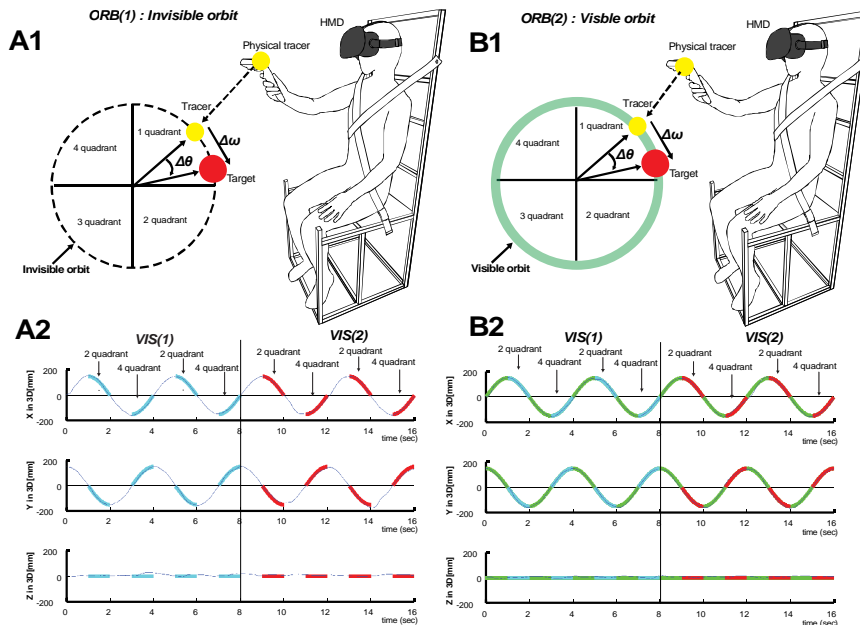 ORB(1) : Invisible orbit
A1
HMD
Physical tracer
Tracer
1 quadrant
4 quadrant
Δω
Δθ
Target
3 quadrant
2 quadrant
Invisible orbit
ORB(2) : Visble orbit
B1
HMD
Physical tracer
Tracer
1 quadrant
4 quadrant
Δω
Δθ
Target
3 quadrant
2 quadrant
Visible orbit
A2
VIS(1)
VIS(2)
2 quadrant
2 quadrant
2 quadrant
2 quadrant
4 quadrant
4 quadrant
4 quadrant
4 quadrant
200
0
-200
X in 3D[mm]
0 2 4 6 8 10 12 14 16
time (sec)
200
0
-200
Y in 3D[mm]
0 2 4 6 8 10 12 14 16
time (sec)
200
0
-200
Z in 3D[mm]
0 2 4 6 8 10 12 14 16
time (sec)
B2
VIS(1)
VIS(2)
2 quadrant
2 quadrant
2 quadrant
2 quadrant
4 quadrant
4 quadrant
4 quadrant
4 quadrant
200
0
-200
X in 3D[mm]
0 2 4 6 8 10 12 14 16
time (sec)
200
0
-200
Y in 3D[mm]
0 2 4 6 8 10 12 14 16
time (sec)
200
0
-200
Z in 3D[mm]
0 2 4 6 8 10 12 14 16
time (sec)